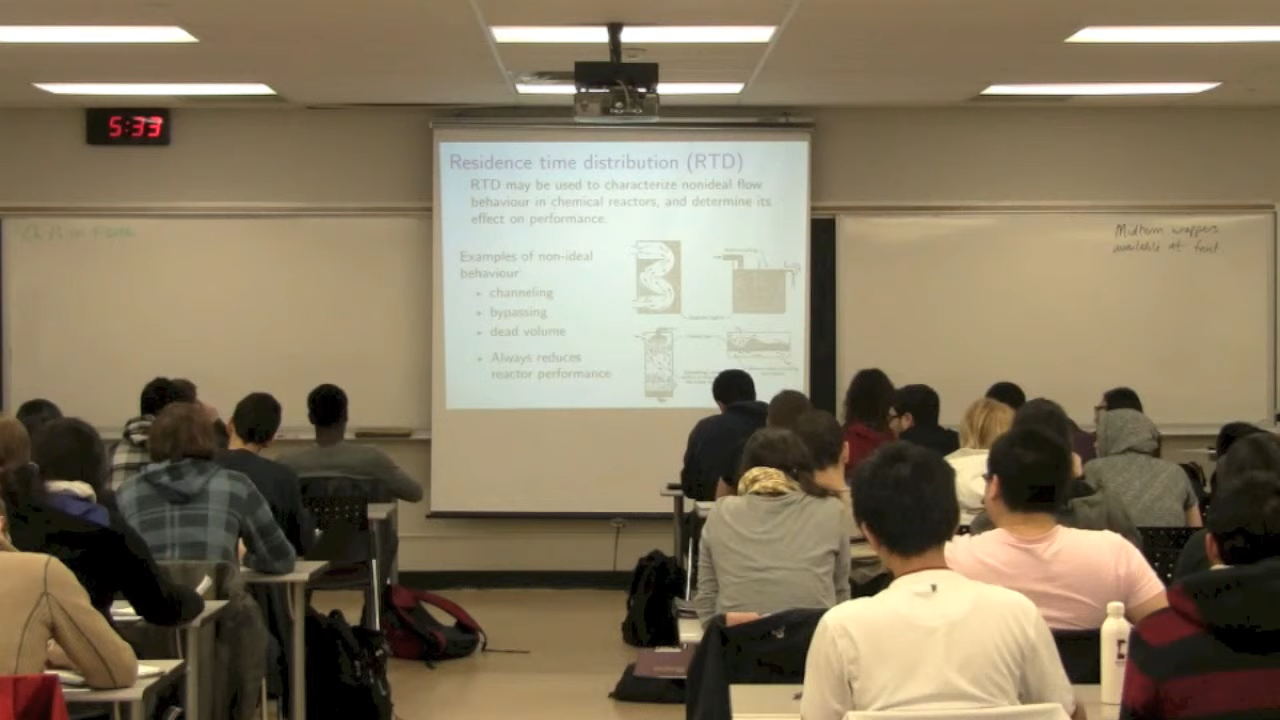 5:33
Residence time distribution (RTD)
RTD may be used to characterize nonideal flow
behaviour in chemical reactors, and determine its
effect on performance.
Examples of non-ideal
behaviour:
channeling
bypassing
dead volume
Always reduces
reactor performance
Midterm wrappers
available at front